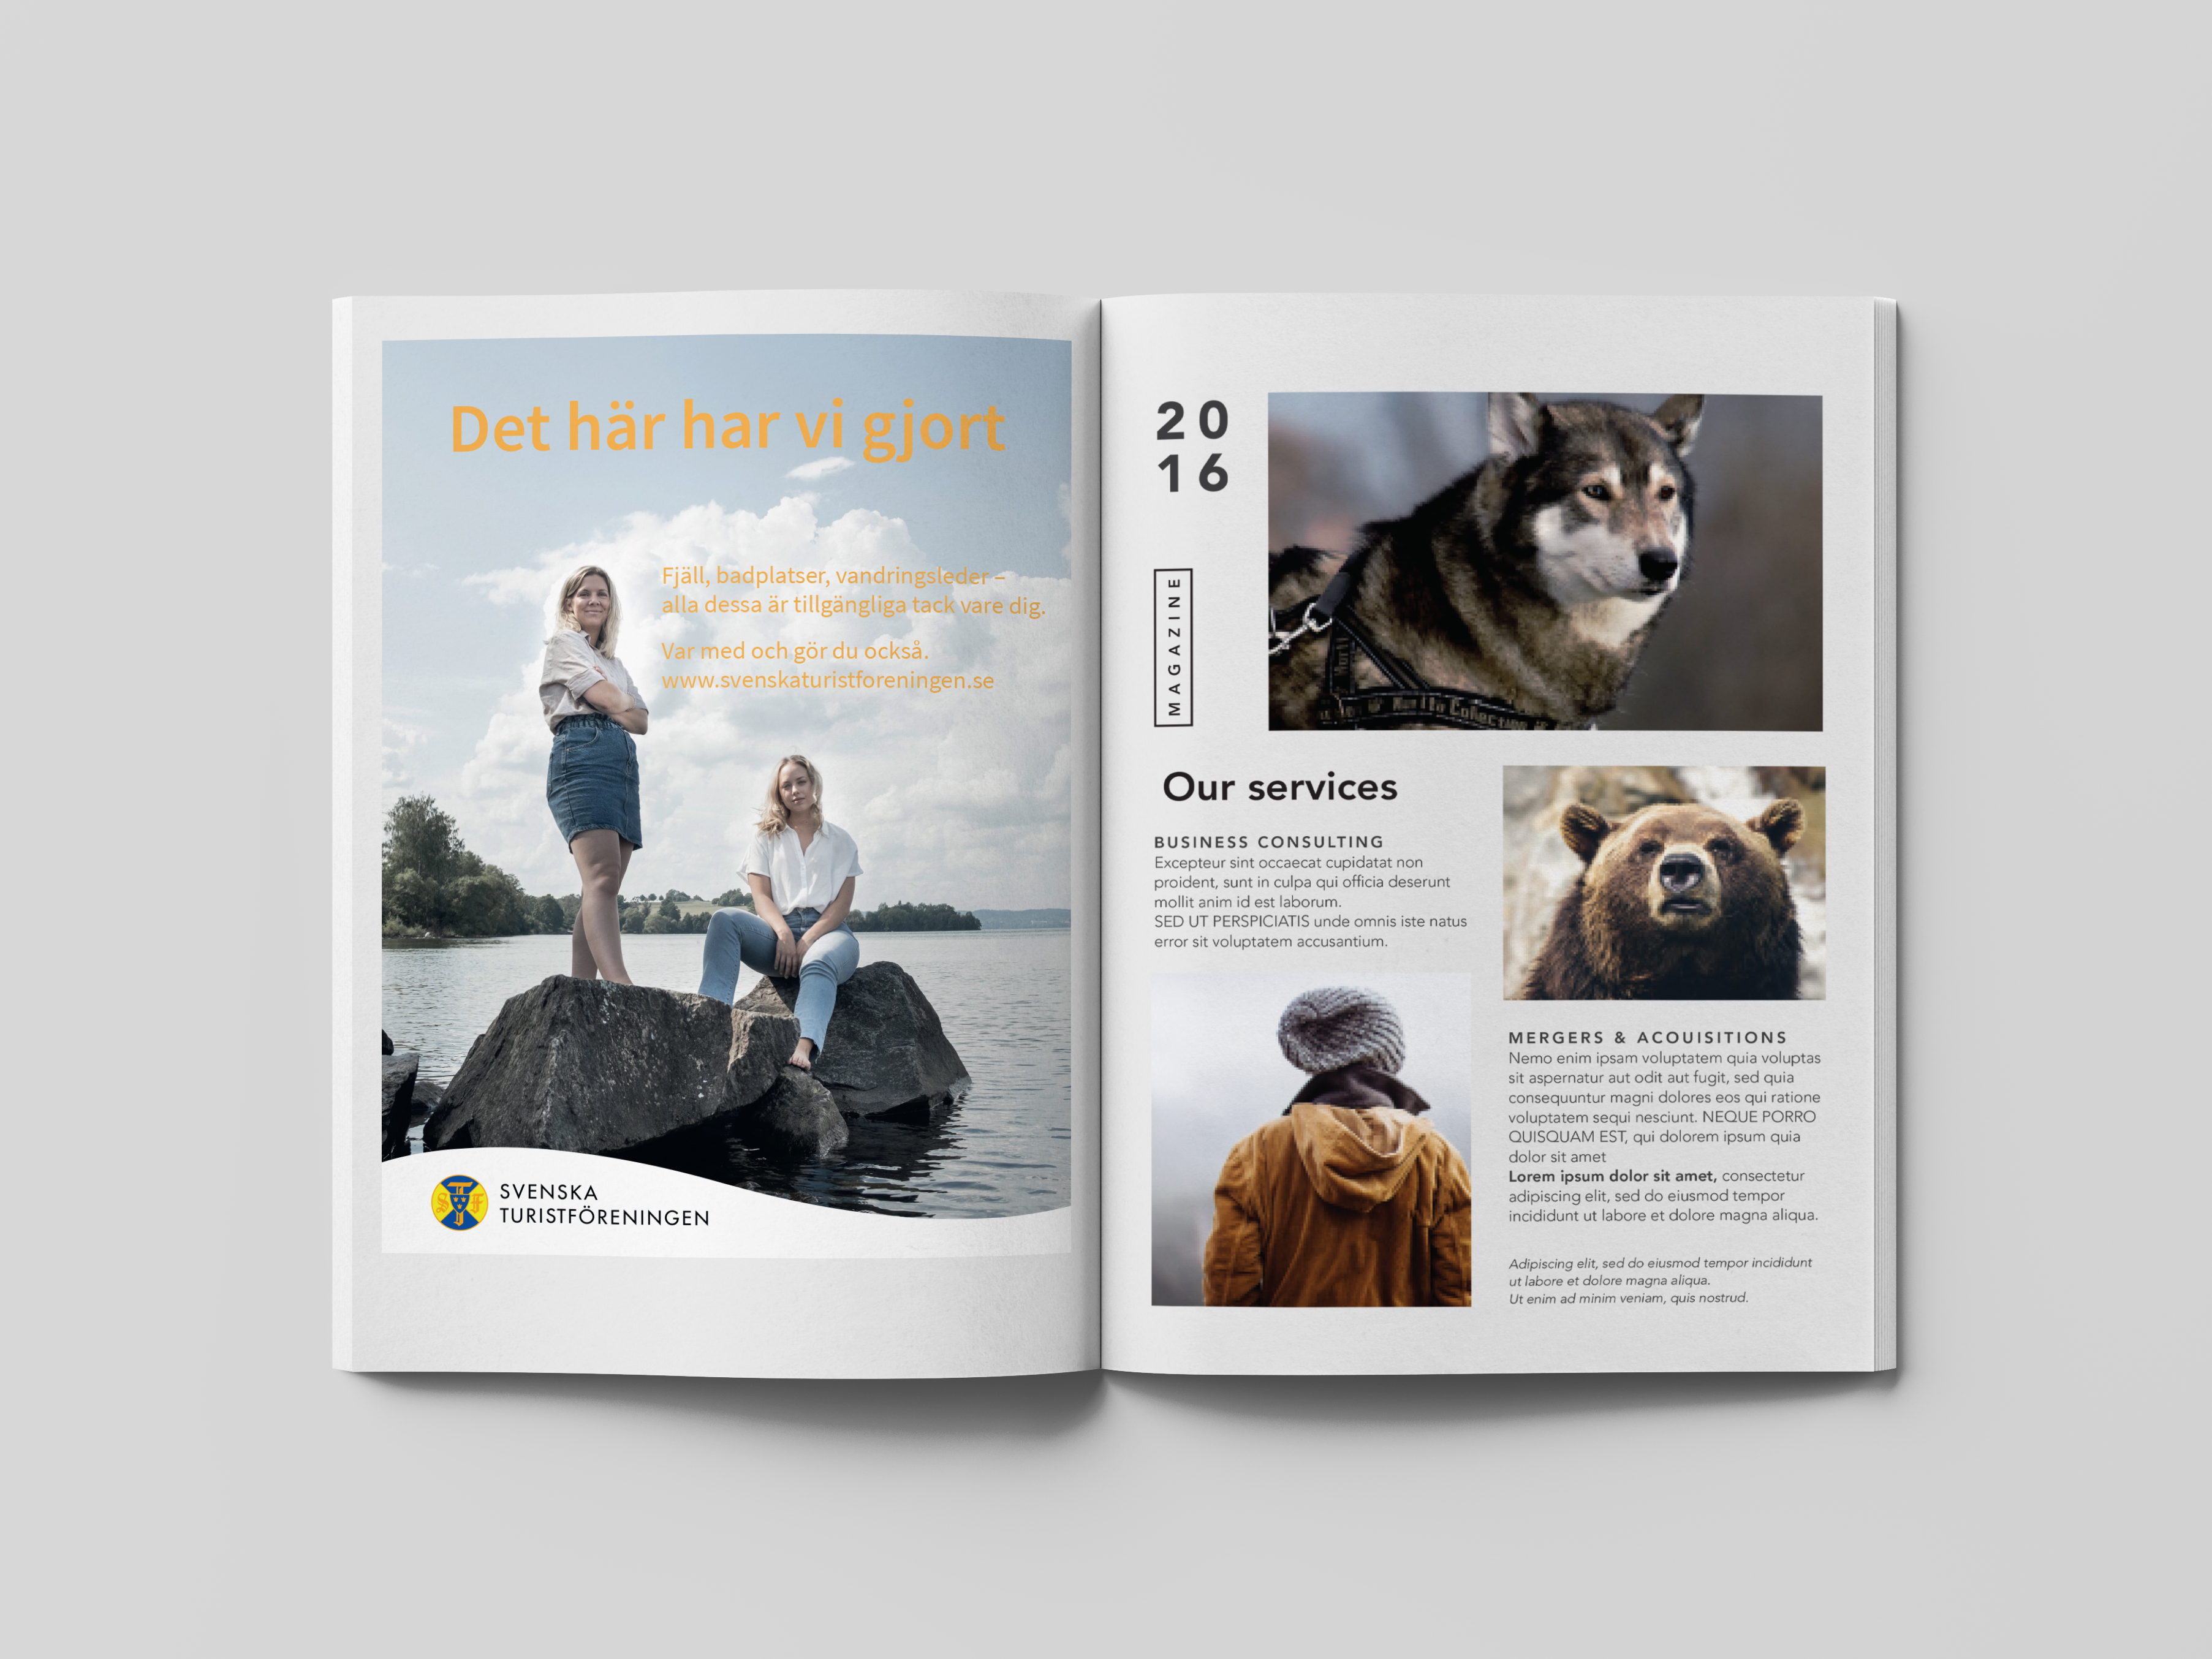 Det här har vi gjort
Fjäll, badplatser, vandringsleder –
alla dessa är tillgängliga tack vare dig.
Var med och gör du också.
www.svenskaturistforeningen.se
SVENSKA
TURISTFÖRENINGEN
20
16
MAGAZINE
Our services
BUSINESS CONSULTING
Excepteur sint occaecat cupidatat non
proident, sunt in culpa qui officia deserunt
mollit anim id est laborum.
SED UT PERSPICIATIS unde omnis iste natus
error sit voluptatem accusantium.
MERGERS & ACOUISITIONS
Nemo enim ipsam voluptatem quia voluptas
sit aspernatur aut odit aut fugit, sed quia
consequuntur magni dolores eos qui ratione
voluptatem sequi nesciunt. NEQUE PORRO
QUISQUAM EST, qui dolorem ipsum quia
dolor sit amet
Lorem ipsum dolor sit amet, consectetur
adipiscing elit, sed do eiusmod tempor
incididunt ut labore et dolore magna aliqua.
Adipiscing elit, sed do eiusmod tempor incididunt
ut labore et dolore magna aliqua.
Ut enim ad minim veniam, quis nostrud.